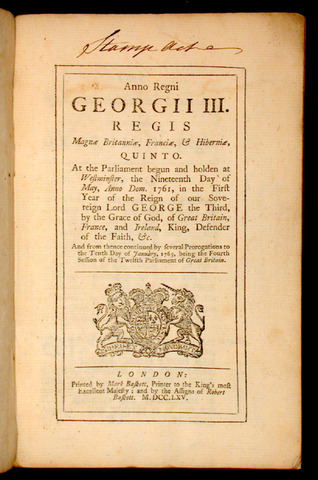 Stamp Act
Anno Regni
GEORGII III.
REGIS
Magnæ Britanniæ, Franciæ, & Hiberniæ,
QUINTO.
At the Parliament begun and holden at
Westminster, the Nineteenth Day of
May, Anno Dom. 1761, in the First
Year of the Reign of our Sove-
reign Lord GEORGE the Third,
by the Grace of God, of Great Britain,
France, and Ireland, King, Defender
of the Faith, &c.
And from thence continued by several Prorogations to
the Tenth Day of January, 1765, being the Fourth
Session of the Twelfth Parliament of Great Britain.
LONDON:
Printed by Mark Baskett, Printer to the King's most
Excellent Majesty; and by the Assigns of Robert
Baskett. M.DCC.LXV.